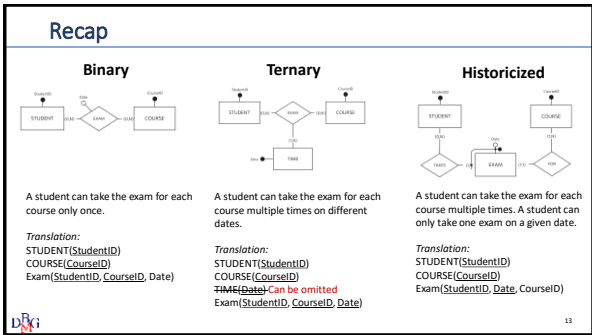 Recap
Binary
StudentID
CourseID
Date
STUDENT
(0,N)
EXAM
(0,N)
COURSE
A student can take the exam for each
course only once.
Translation:
STUDENT(StudentID)
COURSE(CourseID)
Exam(StudentID, CourseID, Date)
Ternary
StudentID
CourseID
STUDENT
(0,N)
EXAM
(0,N)
COURSE
(1,N)
Date
TIME
A student can take the exam for each
course multiple times on different
dates.
Translation:
STUDENT(StudentID)
COURSE(CourseID)
TIME(Date) Can be omitted
Exam(StudentID, CourseID, Date)
Historicized
StudentID
CourseID
STUDENT
COURSE
(0,N)
Date
TAKES
EXAM
(1,1)
FOR
A student can take the exam for each
course multiple times. A student can
only take one exam on a given date.
Translation:
STUDENT(StudentID)
COURSE(CourseID)
Exam(StudentID, Date, CourseID)
DBMG
13